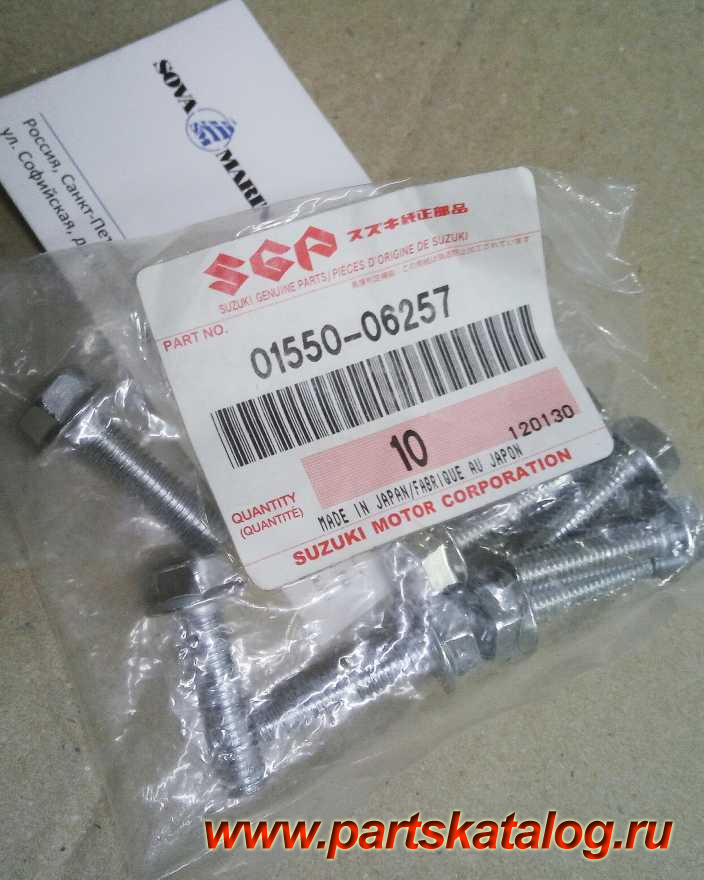 SOVA
SM
MARI
Россия, Санкт-Пет
ул. Софийская, д
SGP スズキ純正部品
SUZUKI GENUINE PARTS/PIÈCES D'ORIGINE DE SUZUKI
PART NO.
01550-06257
10
120130
QUANTITY
(QUANTITÉ)
MADE IN JAPAN/FABRIQUE AU JAPON
SUZUKI MOTOR CORPORATION
www.partskatalog.ru